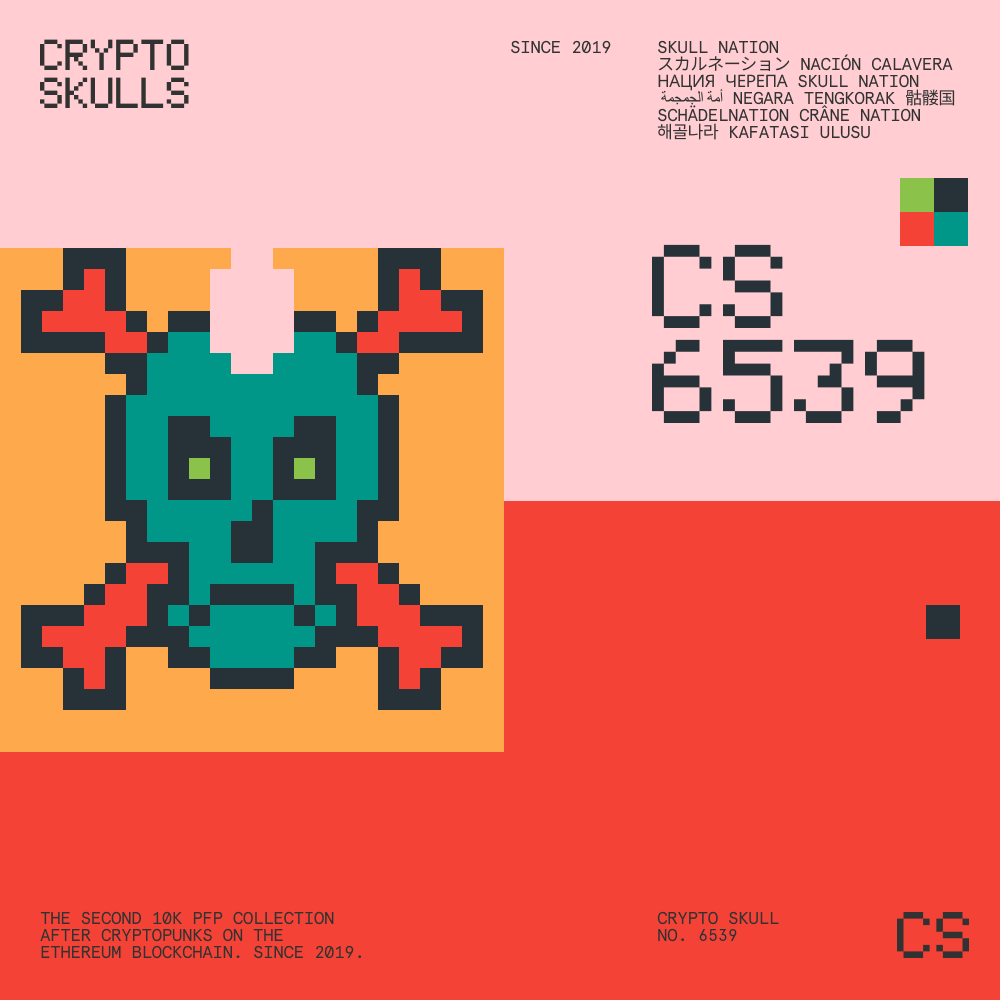 CRYPTO
SKULLS
SINCE 2019
SKULL NATION
スカルネーション NACIÓN CALAVERA
НАЦИЯ ЧЕРЕПА SKULL NATION
أمة الجمجمة NEGARA TENGKORAK 骷髅国
SCHÄDELNATION CRÂNE NATION
해골나라 KAFATASI ULUSU
CS
6539
THE SECOND 10K PFP COLLECTION
AFTER CRYPTOPUNKS ON THE
ETHEREUM BLOCKCHAIN. SINCE 2019.
CRYPTO SKULL
NO. 6539
CS